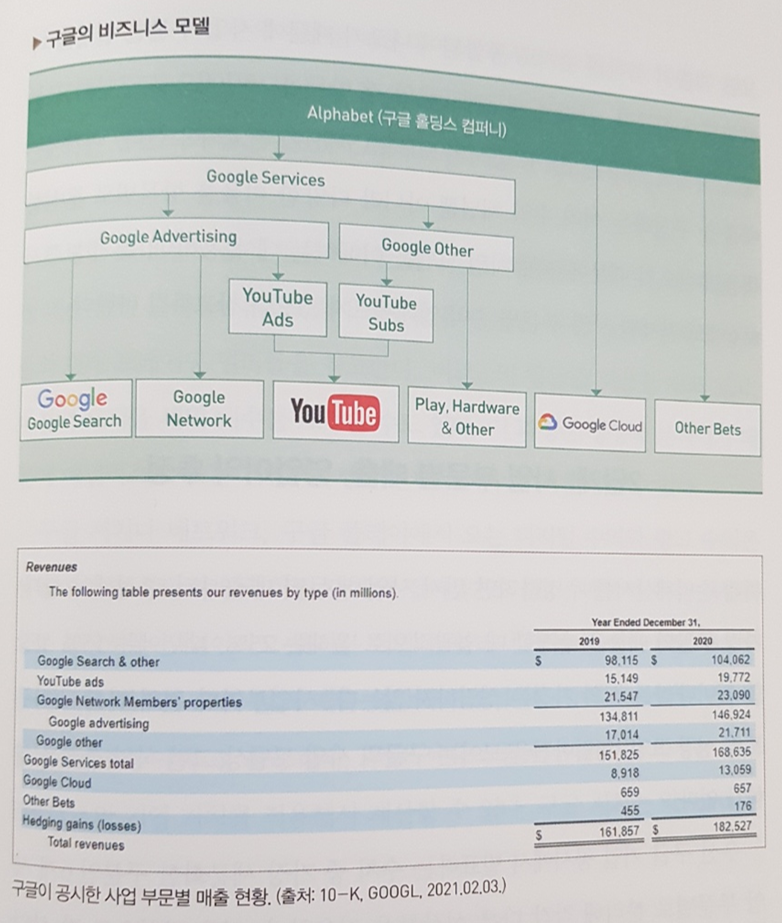 ▶구글의 비즈니스 모델
Alphabet (구글 홀딩스 컴퍼니)
Google Services
Google Advertising
Google Other
YouTube
Ads
YouTube
Subs
Google
Google Search
Google
Network
YouTube
Play, Hardware
& Other
Google Cloud
Other Bets
Revenues
The following table presents our revenues by type (in millions).
Year Ended December 31,
2019 2020
Google Search & other $ 98,115 $ 104,062
YouTube ads 15,149 19,772
Google Network Members' properties 21,547 23,090
Google advertising 134,811 146,924
Google other 17,014 21,711
Google Services total 151,825 168,635
Google Cloud 8,918 13,059
Other Bets 659 657
Hedging gains (losses) 455 176
Total revenues $ 161,857 $ 182,527
구글이 공시한 사업 부문별 매출 현황. (출처: 10-K, GOOGL, 2021.02.03.)